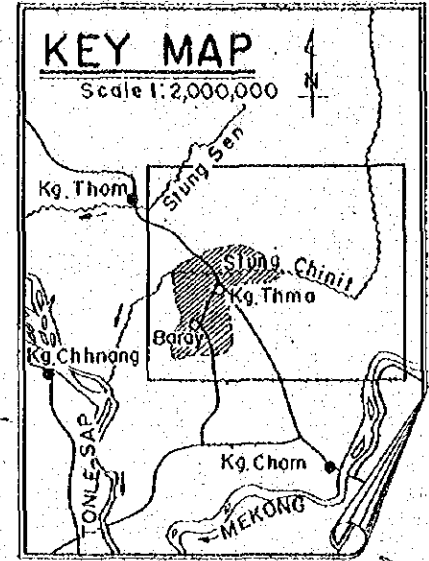 KEY MAP
Scale 1:2,000,000
N
Stung Sen
Kg. Thom
Stung Chinit
Kg. Thma
Baray
Kg. Chhnang
TONLE-SAP
Kg. Cham
MEKONG